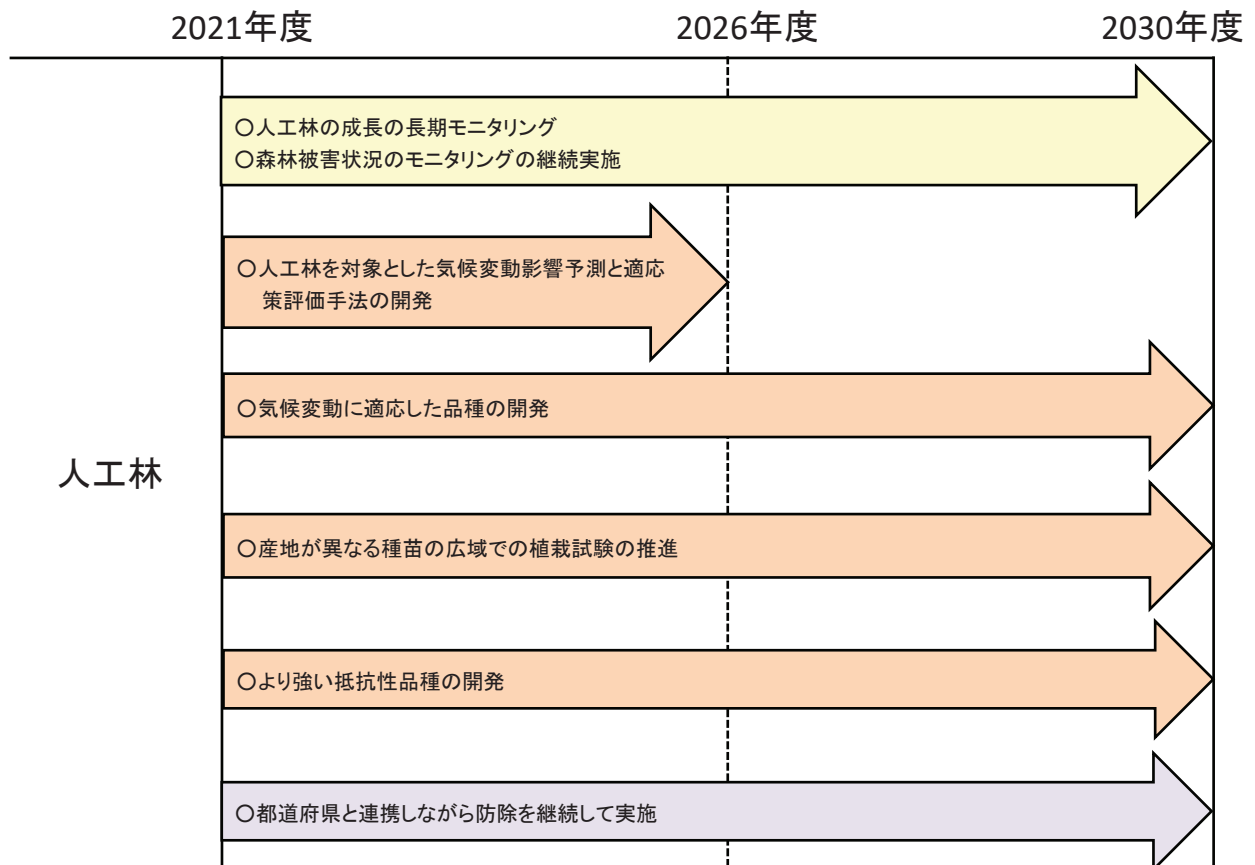 2021年度 2026年度 2030年度
○人工林の成長の長期モニタリング
○森林被害状況のモニタリングの継続実施
○人工林を対象とした気候変動影響予測と適応
策評価手法の開発
○気候変動に適応した品種の開発
人工林
○産地が異なる種苗の広域での植栽試験の推進
○より強い抵抗性品種の開発
○都道府県と連携しながら防除を継続して実施